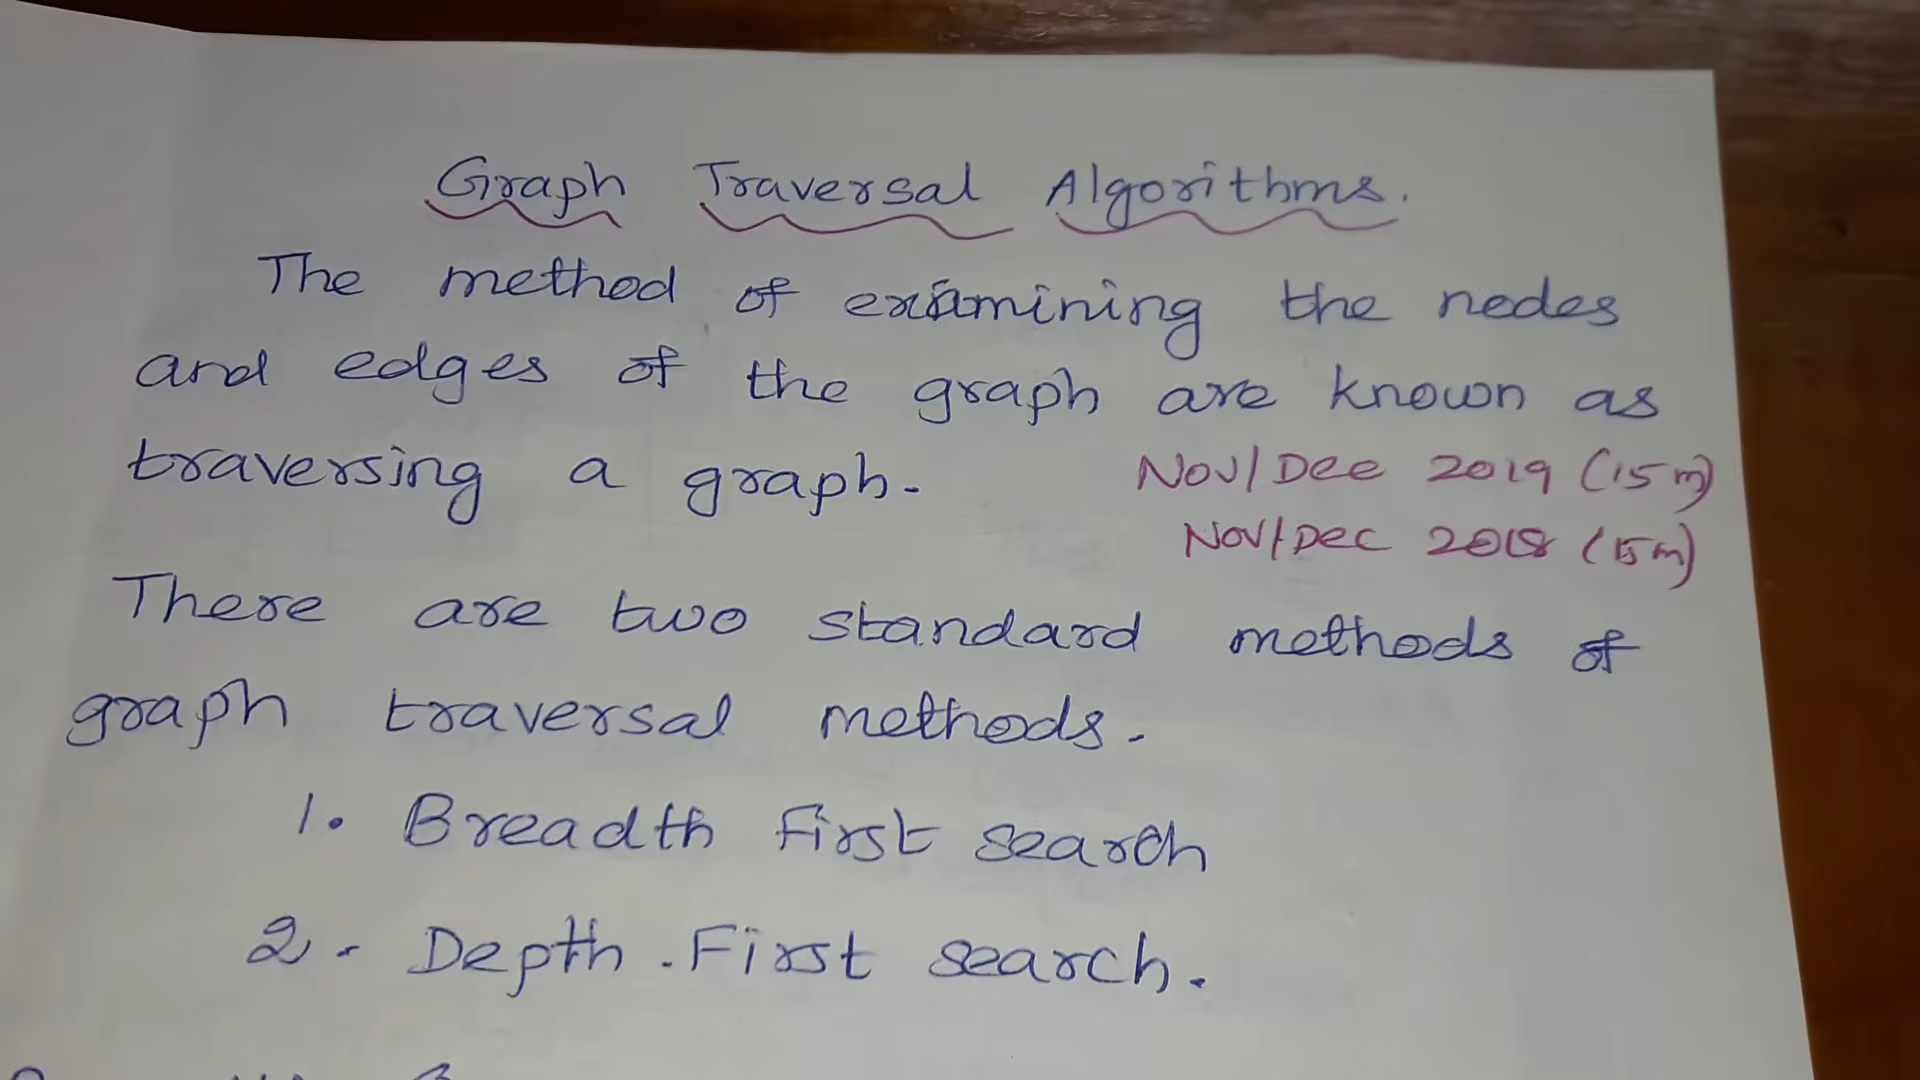 Graph Traversal Algorithms.
The method of examining the nodes
and edges of the graph are known as
traversing a graph.
Nov/Dec 2019 (15 m)
Nov/Dec 2018 (15 m)
There are two standard methods of
graph traversal methods.
1. Breadth First search
2. Depth.First search.